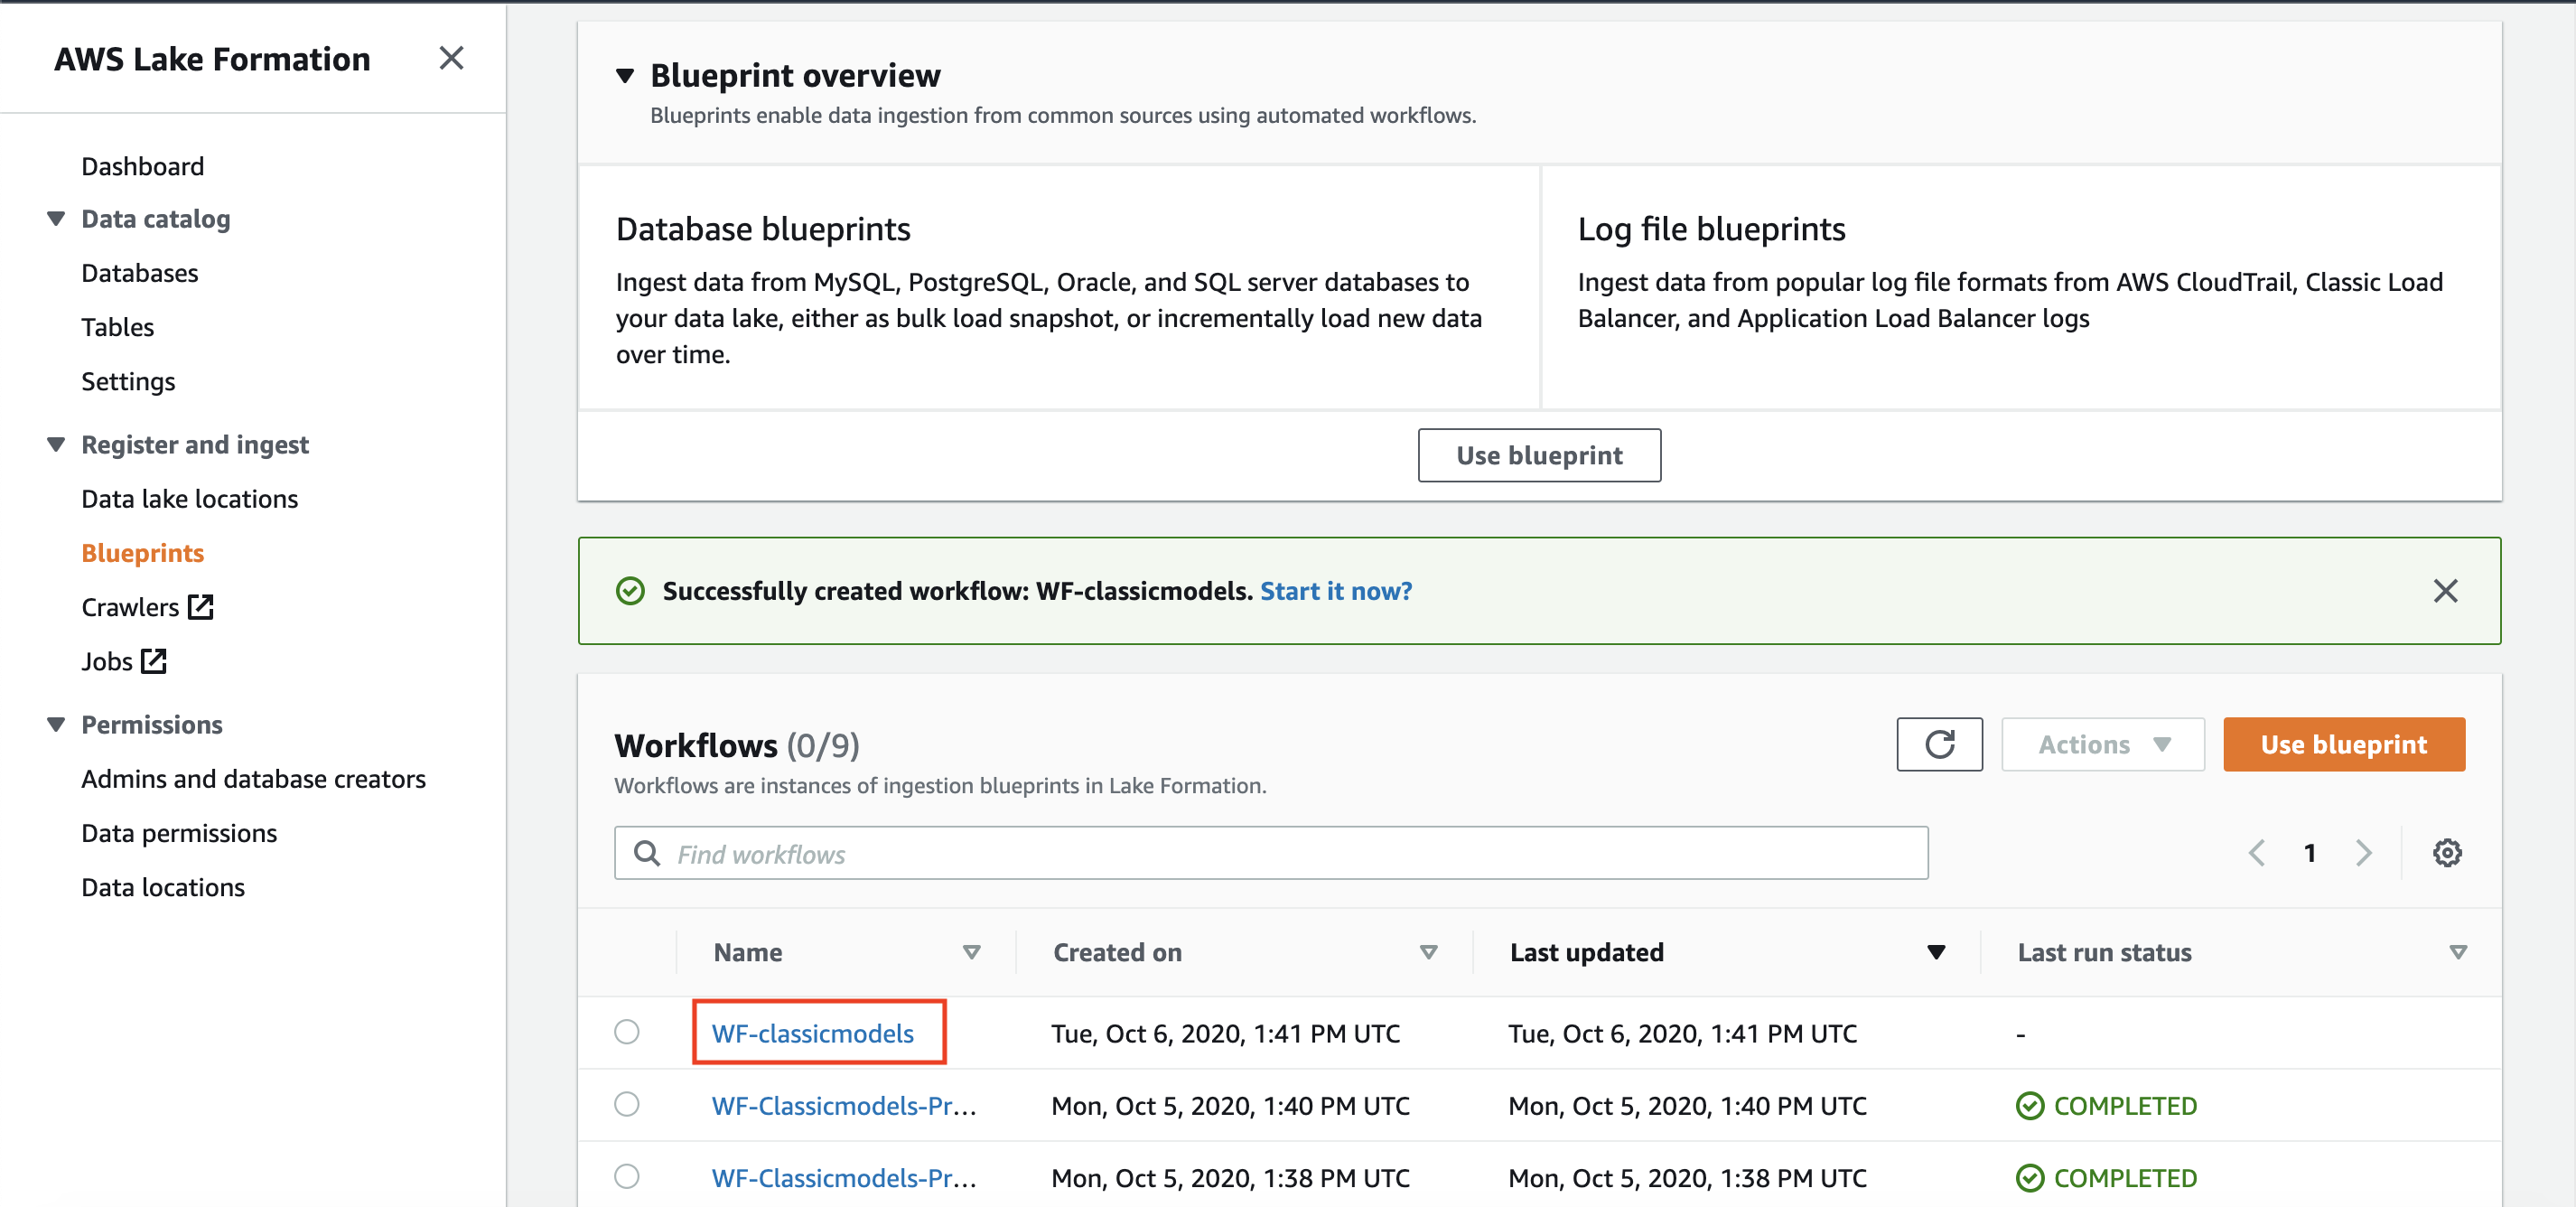 AWS Lake Formation
Dashboard
Data catalog
Databases
Tables
Settings
Register and ingest
Data lake locations
Blueprints
Crawlers
Jobs
Permissions
Admins and database creators
Data permissions
Data locations
Blueprint overview
Blueprints enable data ingestion from common sources using automated workflows.
Database blueprints
Ingest data from MySQL, PostgreSQL, Oracle, and SQL server databases to
your data lake, either as bulk load snapshot, or incrementally load new data
over time.
Log file blueprints
Ingest data from popular log file formats from AWS CloudTrail, Classic Load
Balancer, and Application Load Balancer logs
Use blueprint
Successfully created workflow: WF-classicmodels. Start it now?
Workflows (0/9)
Workflows are instances of ingestion blueprints in Lake Formation.
Actions
Use blueprint
Find workflows
1
Name Created on Last updated Last run status
WF-classicmodels Tue, Oct 6, 2020, 1:41 PM UTC Tue, Oct 6, 2020, 1:41 PM UTC -
WF-Classicmodels-Pr... Mon, Oct 5, 2020, 1:40 PM UTC Mon, Oct 5, 2020, 1:40 PM UTC COMPLETED
WF-Classicmodels-Pr... Mon, Oct 5, 2020, 1:38 PM UTC Mon, Oct 5, 2020, 1:38 PM UTC COMPLETED